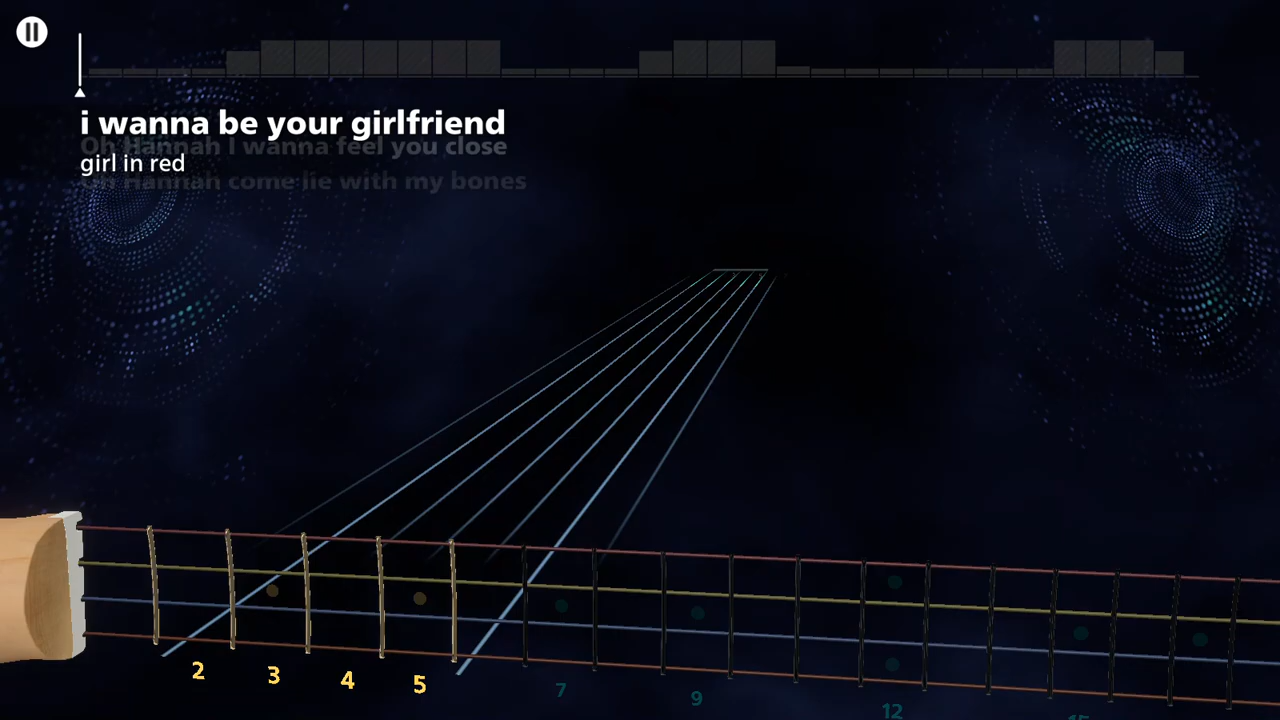 i wanna be your girlfriend
Oh Hannah I wanna feel you close
girl in red
Oh Hannah come lie with my bones
2 3 4 5 7 9 12